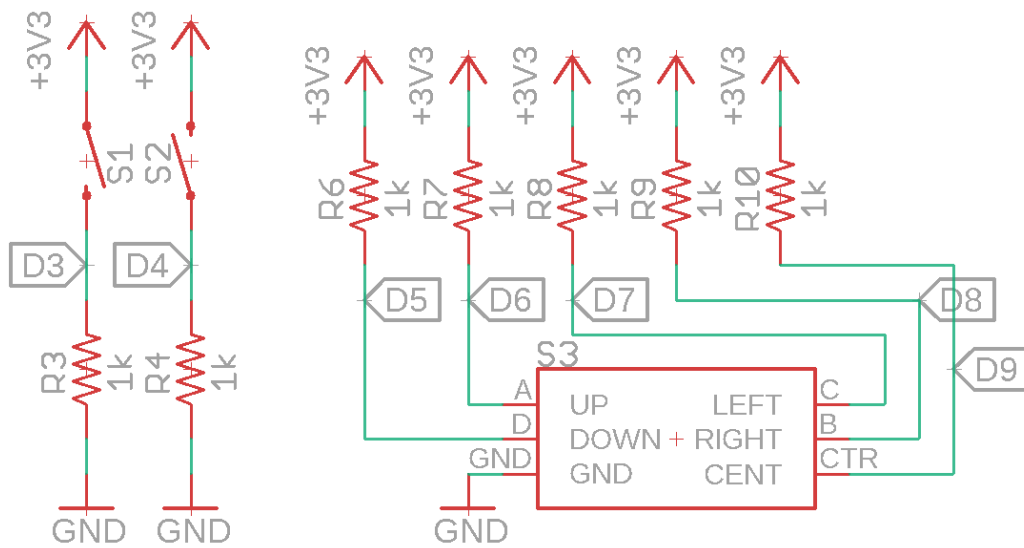 +3V3
+3V3
S1
S2
D3
D4
R3
1k
R4
1k
GND
GND
+3V3
+3V3
+3V3
+3V3
+3V3
R6
1k
R7
1k
R8
1k
R9
1k
R10
1k
D5
D6
D7
D8
D9
S3
A
UP
LEFT
C
D
DOWN
RIGHT
B
GND
GND
CENT
CTR
GND